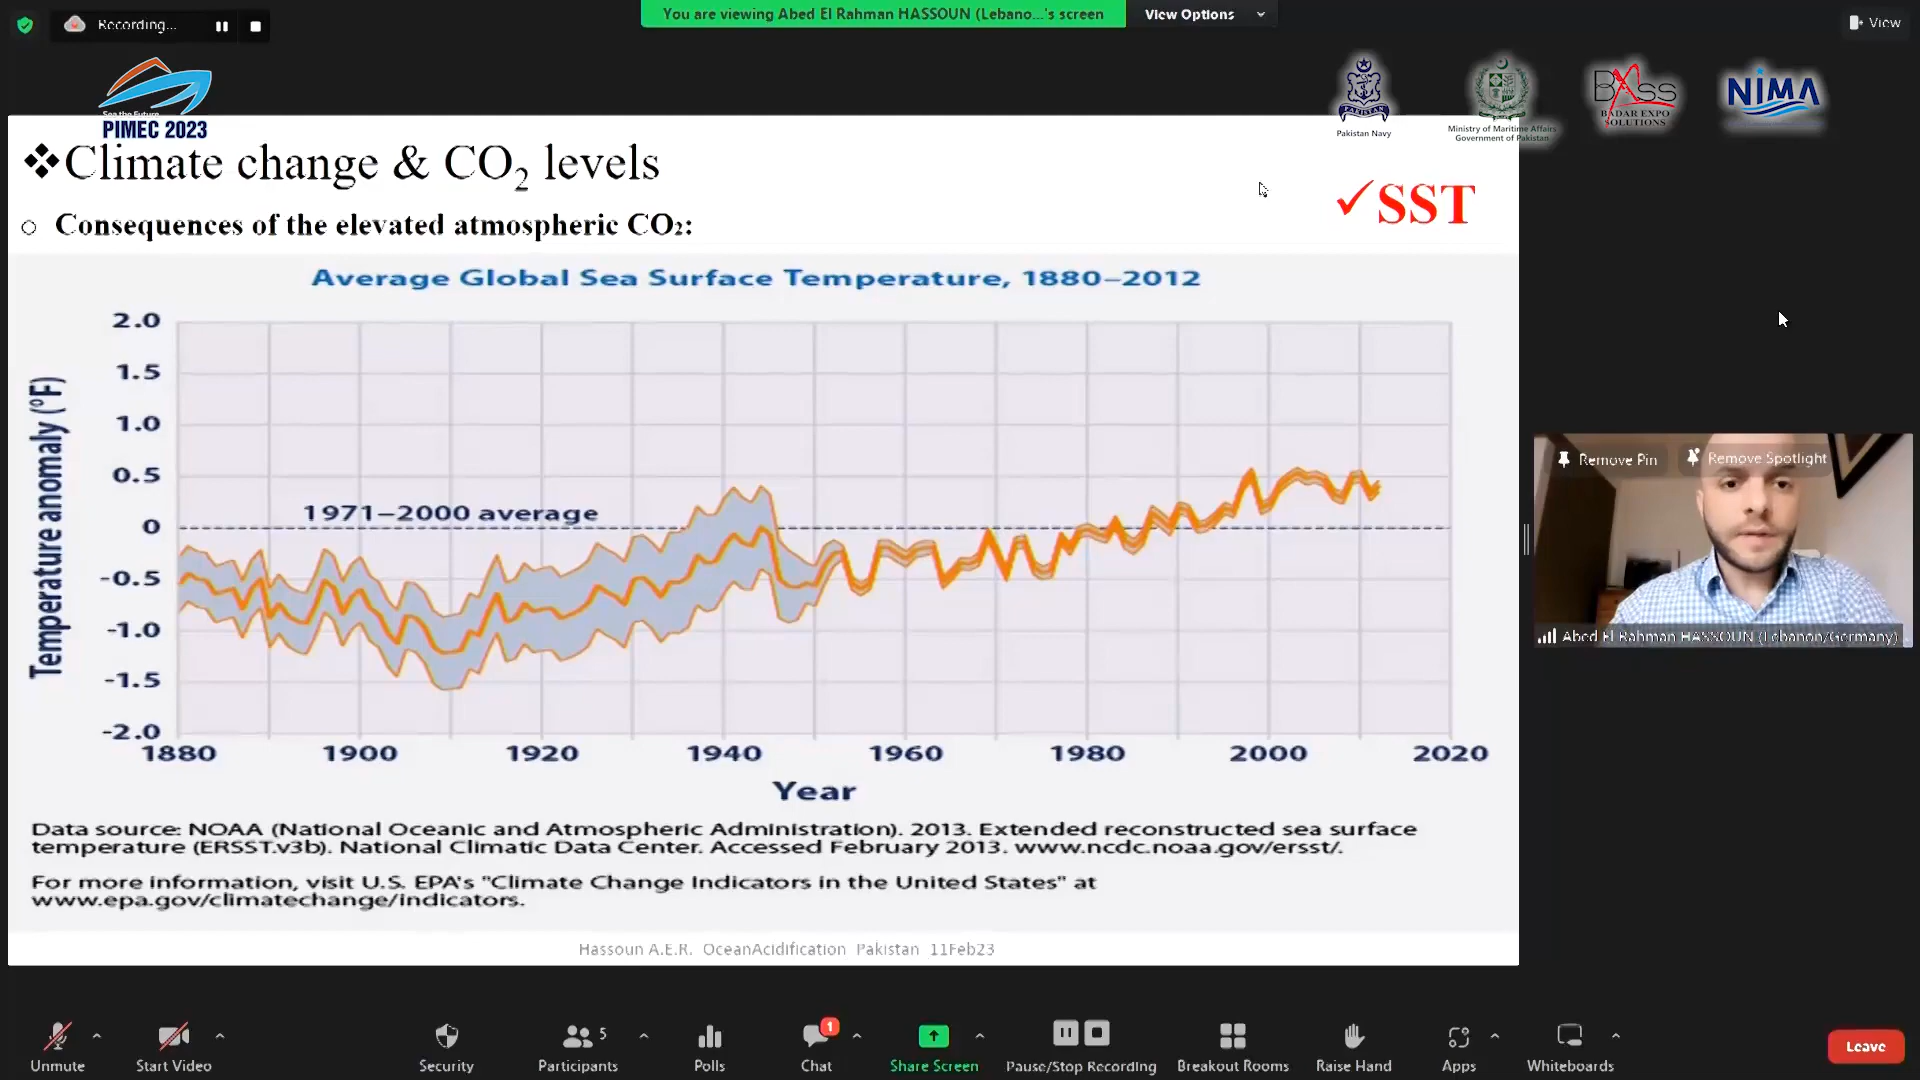 Recording...
You are viewing Abed El Rahman HASSOUN (Lebano...'s screen
View Options
View
Sea the Future
PIMEC 2023
PAKISTAN
Pakistan Navy
Ministry of Maritime Affairs
Government of Pakistan
BXSS
BADAR EXPO
SOLUTIONS
NIMA
❖Climate change & CO₂ levels
✓SST
○ Consequences of the elevated atmospheric CO₂:
Average Global Sea Surface Temperature, 1880–2012
Temperature anomaly (°F)
2.0
1.5
1.0
0.5
1971–2000 average
0
-0.5
-1.0
-1.5
-2.0
1880 1900 1920 1940 1960 1980 2000 2020
Year
Data source: NOAA (National Oceanic and Atmospheric Administration). 2013. Extended reconstructed sea surface
temperature (ERSST.v3b). National Climatic Data Center. Accessed February 2013. www.ncdc.noaa.gov/ersst/.
For more information, visit U.S. EPA's "Climate Change Indicators in the United States" at
www.epa.gov/climatechange/indicators.
Hassoun A.E.R. OceanAcidification Pakistan 11Feb23
Remove Pin
Remove Spotlight
Abed El Rahman HASSOUN (Lebanon/Germany)
Unmute
Start Video
Security
5
Participants
Polls
1
Chat
Share Screen
Pause/Stop Recording
Breakout Rooms
Raise Hand
Apps
Whiteboards
Leave